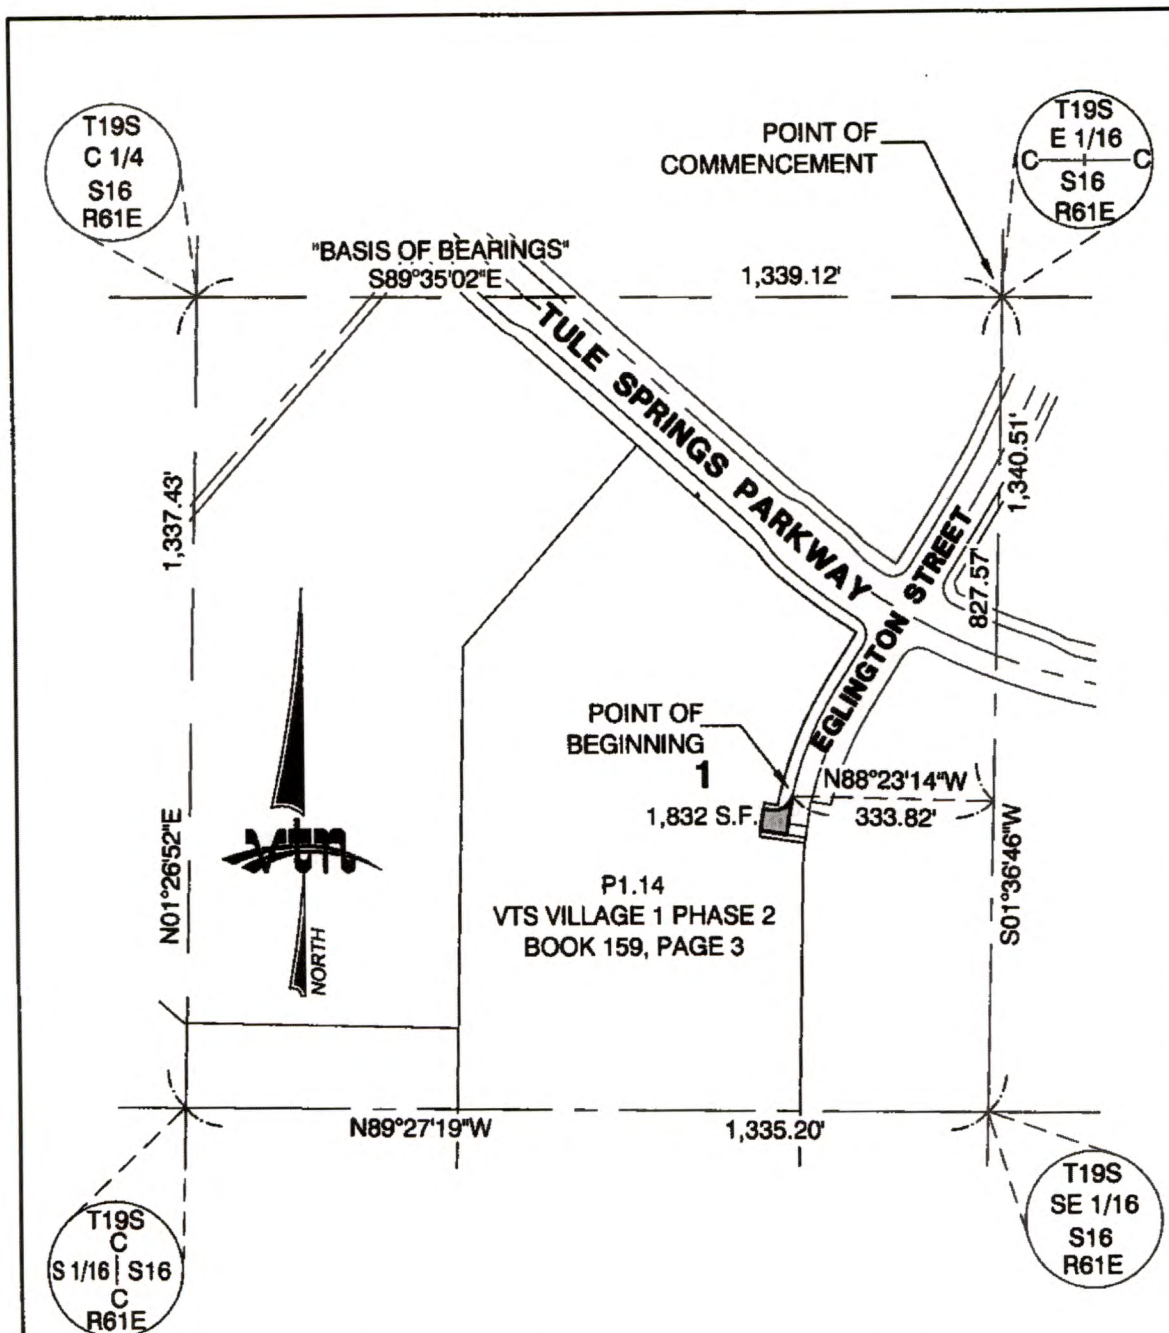 T19S
C 1/4
S16
R61E
POINT OF
COMMENCEMENT
T19S
E 1/16
C C
S16
R61E
"BASIS OF BEARINGS"
S89°35'02"E
1,339.12'
TULE SPRINGS PARKWAY
1,337.43'
1,340.51'
EGLINGTON STREET
827.57'
POINT OF
BEGINNING
1
1,832 S.F.
N88°23'14"W
333.82'
N01°26'52"E
S01°36'46"W
VTN
NORTH
P1.14
VTS VILLAGE 1 PHASE 2
BOOK 159, PAGE 3
N89°27'19"W
1,335.20'
T19S
C
S 1/16 S16
C
R61E
T19S
SE 1/16
S16
R61E